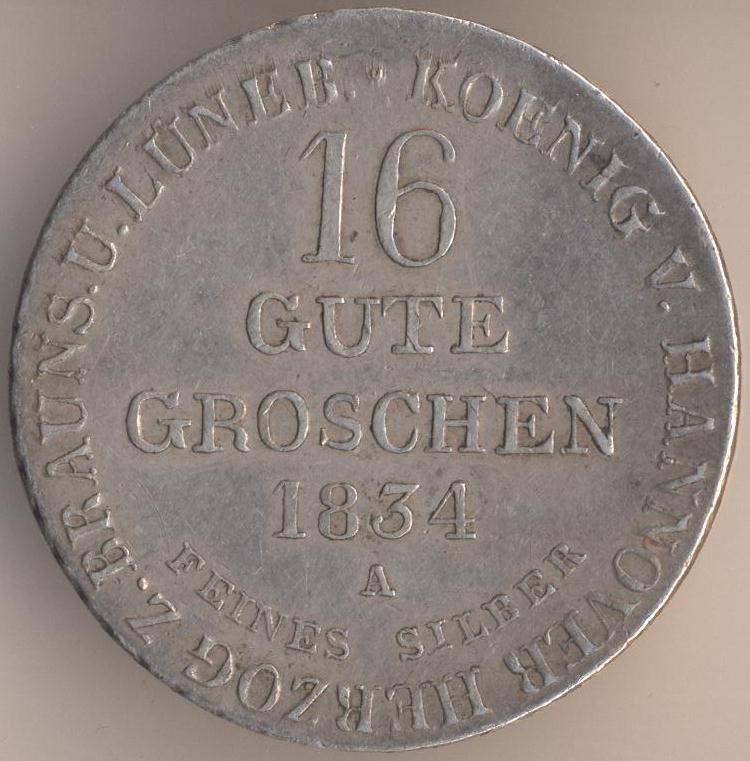 KOENIG V. HANNOVER HERZOG Z. BRAUNS. U. LÜNEB. •
16
GUTE
GROSCHEN
1834
A
FEINES SILBER